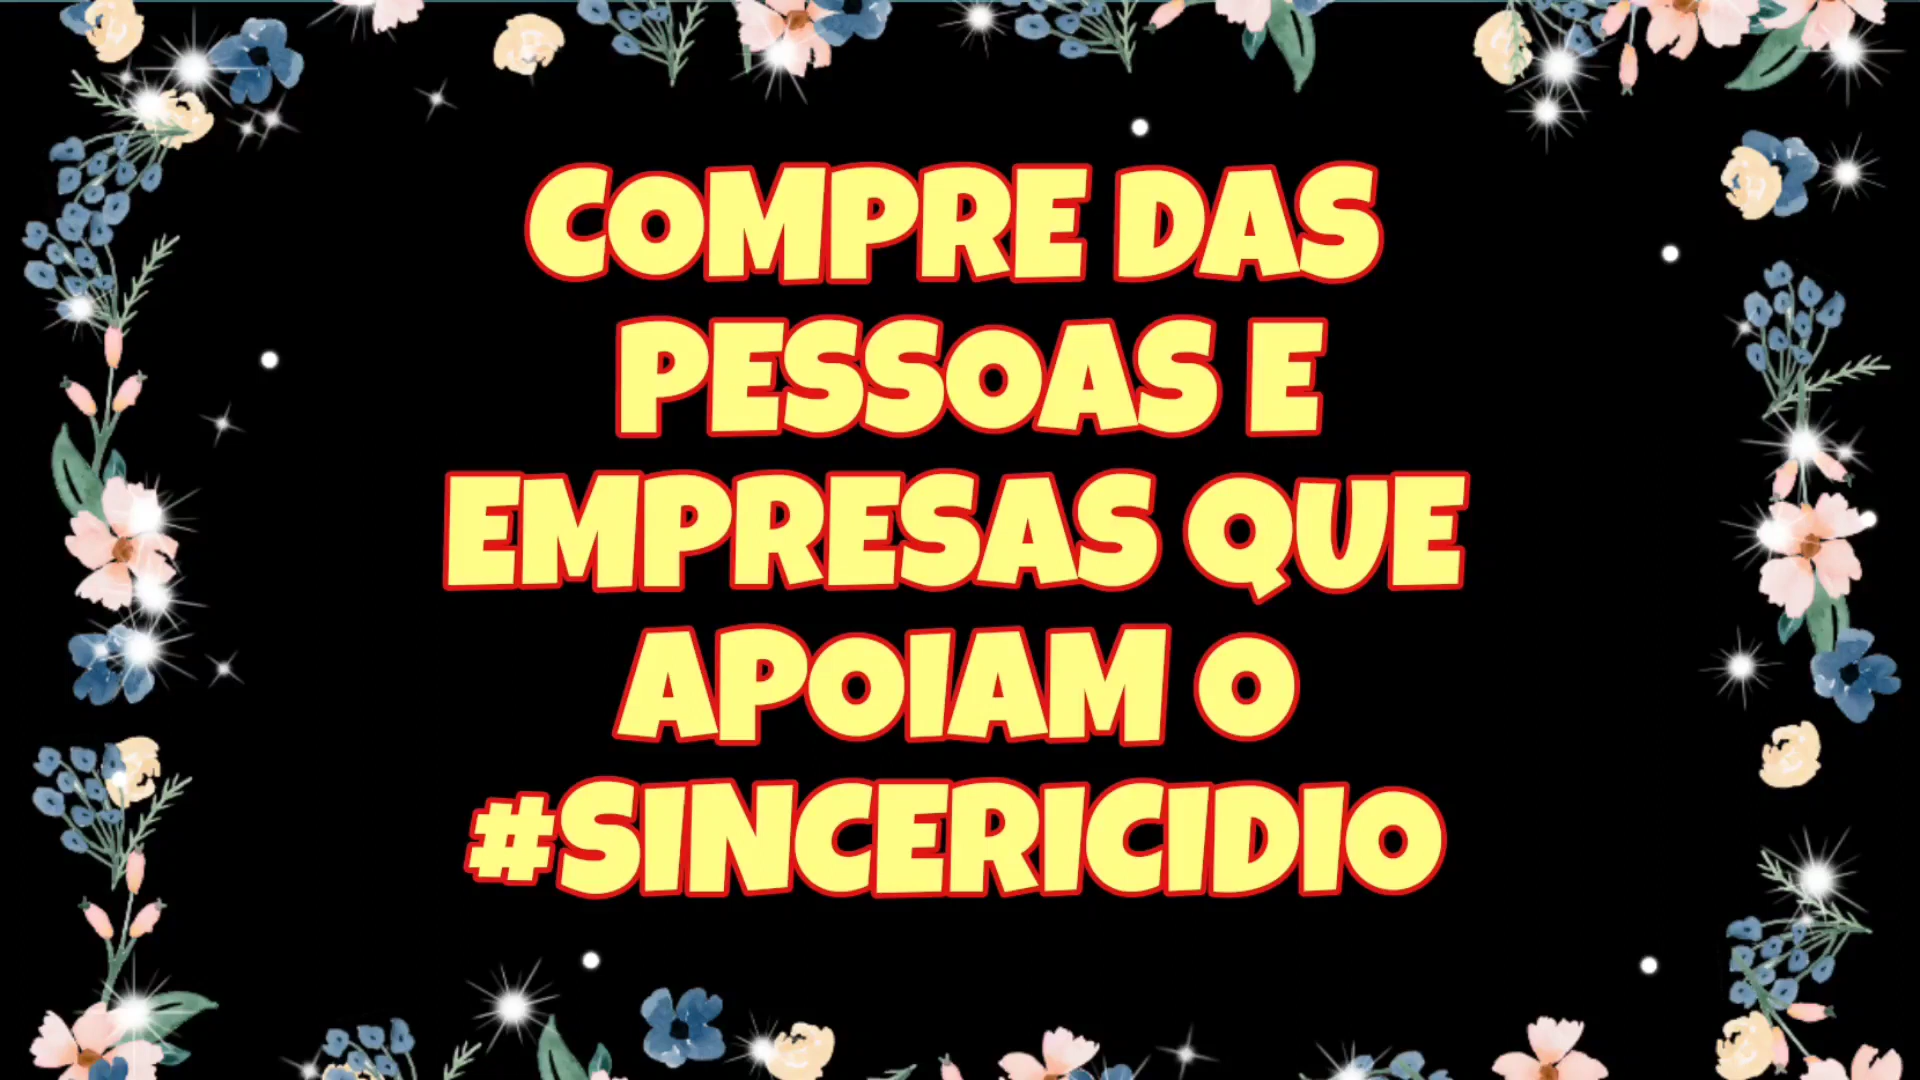 COMPRE DAS
PESSOAS E
EMPRESAS QUE
APOIAM O
#SINCERICIDIO